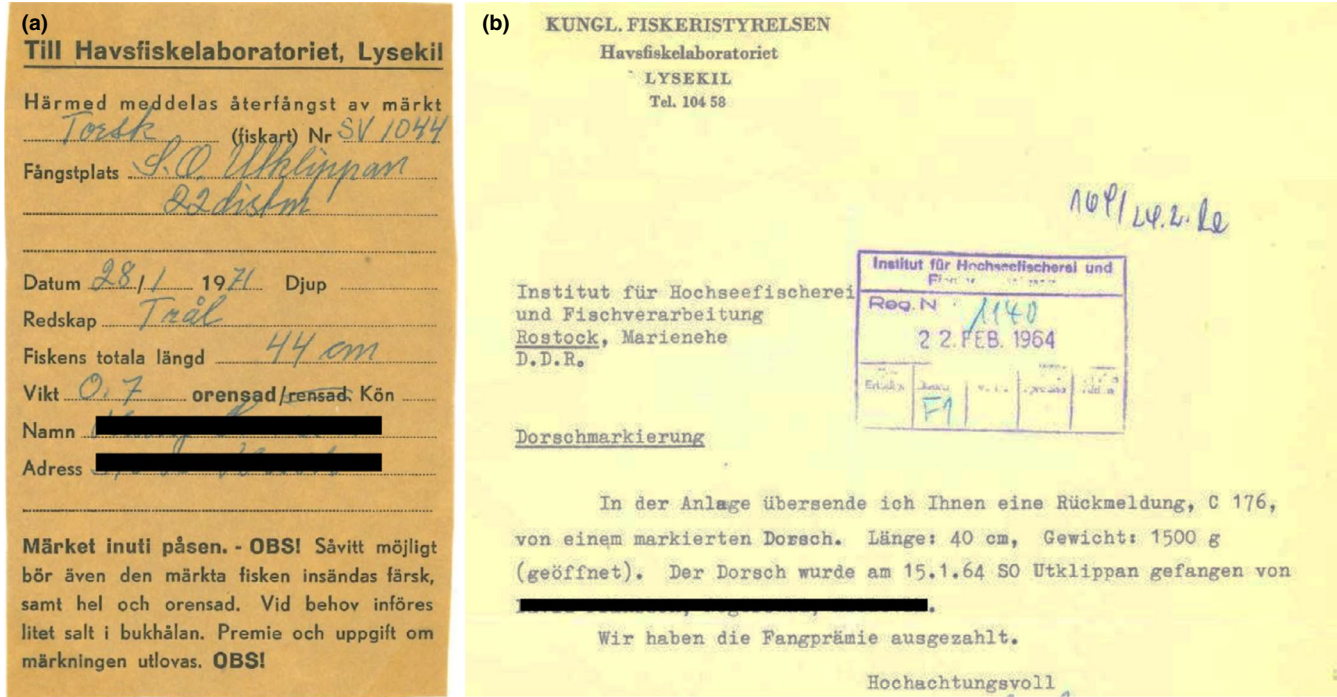 (a)
Till Havsfiskelaboratoriet, Lysekil
Härmed meddelas återfångst av märkt
Torsk (fiskart) Nr SV 1044
Fångstplats S.O. Utklippan
22 distm
Datum 28/1 1971 Djup
Redskap Trål
Fiskens totala längd 44 cm
Vikt 0.7 orensad/rensad. Kön
Namn
Adress
Märket inuti påsen. - OBS! Såvitt möjligt
bör även den märkta fisken insändas färsk,
samt hel och orensad. Vid behov införes
litet salt i bukhålan. Premie och uppgift om
märkningen utlovas. OBS!
(b)
KUNGL. FISKERISTYRELSEN
Havsfiskelaboratoriet
LYSEKIL
Tel. 104 58
24.2.
Institut für Hochseefischerei und
Reg. N 1140
22. FEB. 1964
F1
Institut für Hochseefischerei
und Fischverarbeitung
Rostock, Marienehe
D.D.R.
Dorschmarkierung
In der Anlage übersende ich Ihnen eine Rückmeldung, C 176,
von einem markierten Dorsch. Länge: 40 cm, Gewicht: 1500 g
(geöffnet). Der Dorsch wurde am 15.1.64 SO Utklippan gefangen von
Wir haben die Fangprämie ausgezahlt.
Hochachtungsvoll